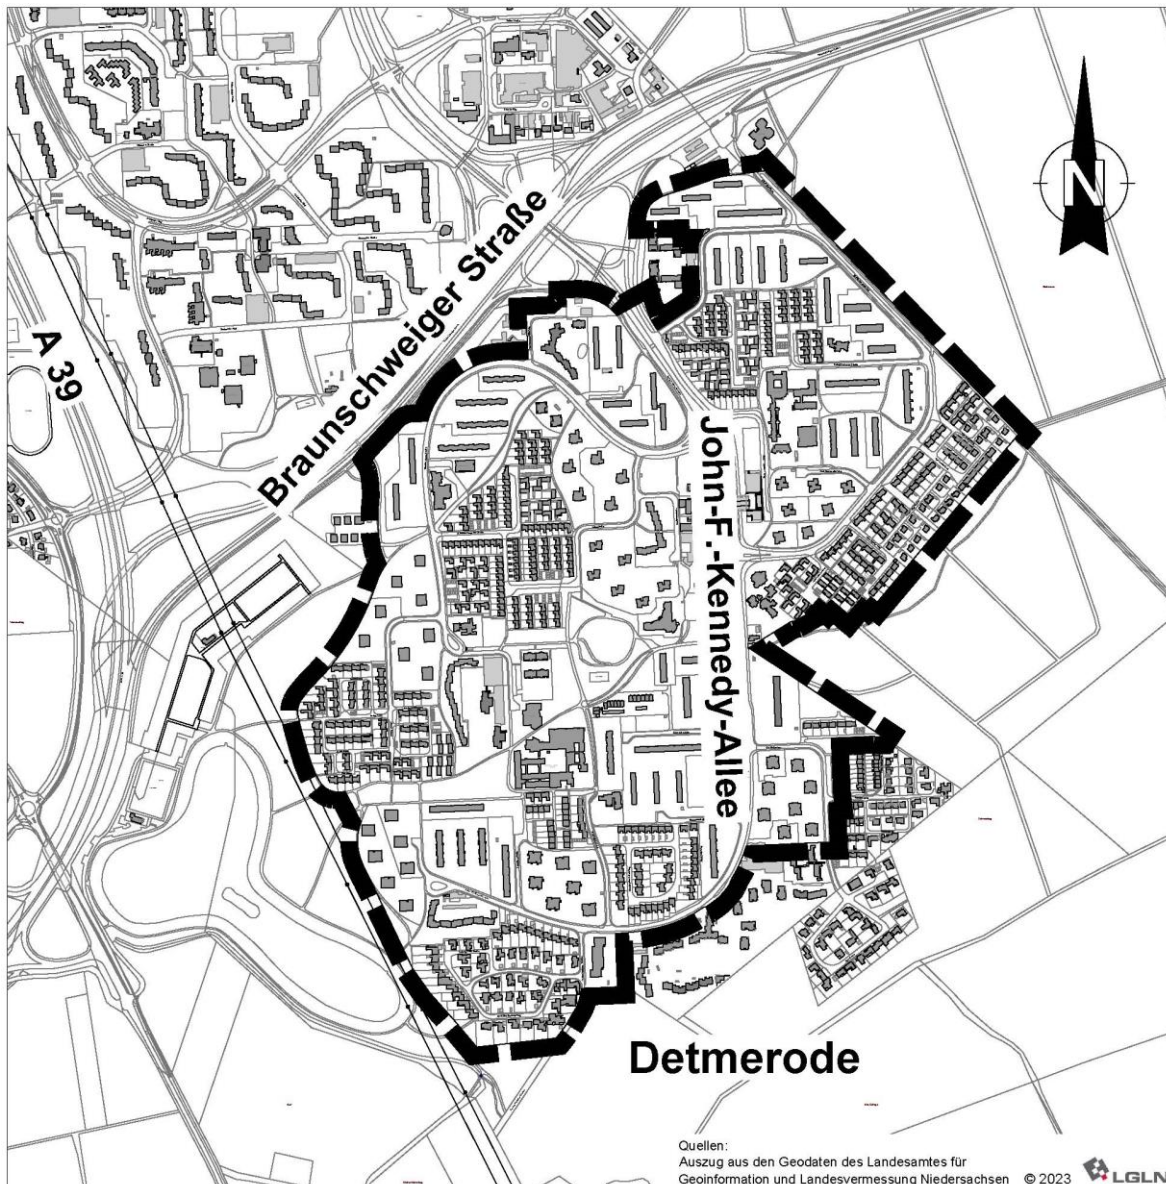 N
Braunschweiger Straße
A 39
John-F.-Kennedy-Allee
Detmerode
Quellen:
Auszug aus den Geodaten des Landesamtes für
Geoinformation und Landesvermessung Niedersachsen © 2023 LGLN